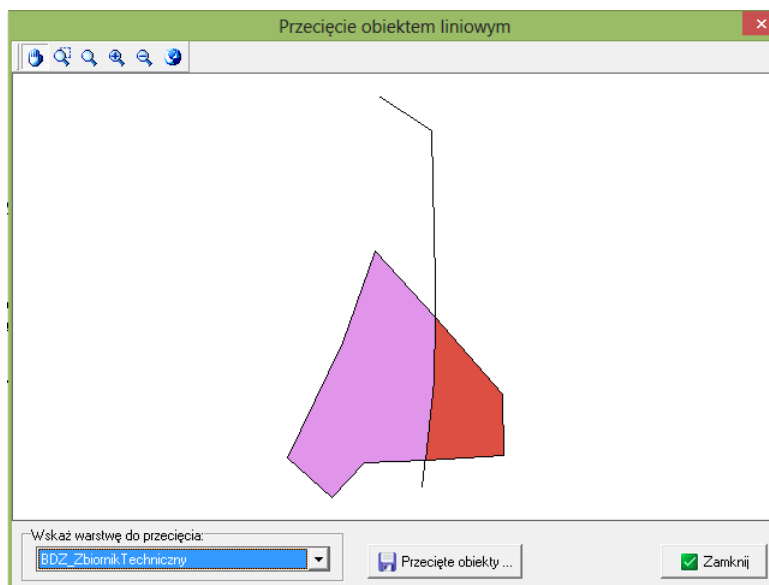 Przecięcie obiektem liniowym
Wskaż warstwę do przecięcia:
BDZ_ZbiornikTechniczny
Przecięte obiekty ...
Zamknij